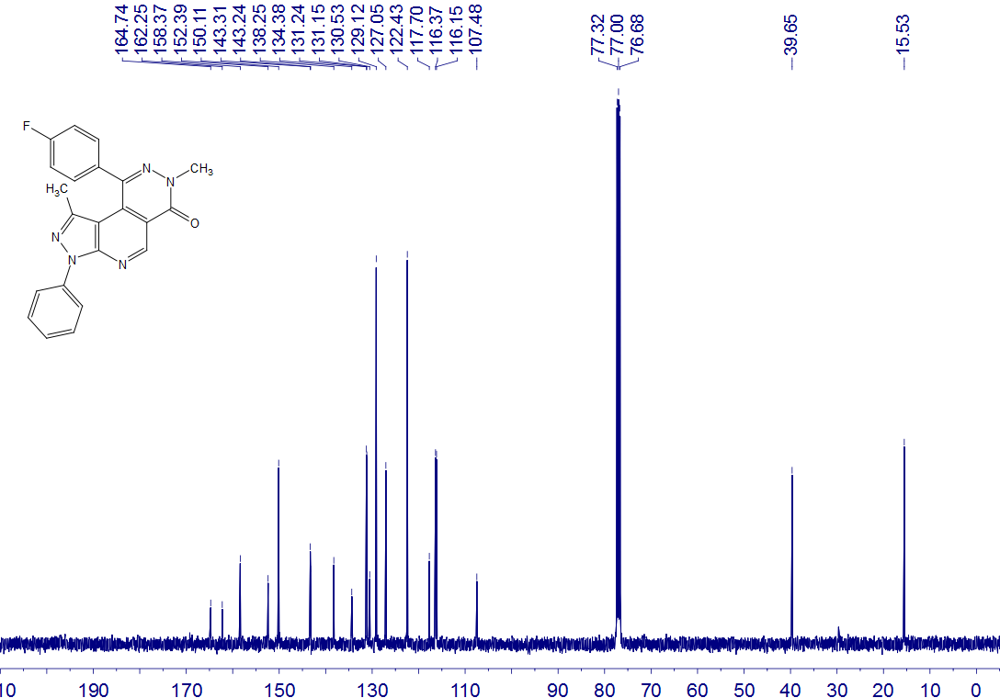 164.74
162.25
158.37
152.39
150.11
143.31
143.24
138.25
134.38
131.24
131.15
130.53
129.12
127.05
122.43
117.70
116.37
116.15
107.48
77.32
77.00
76.68
39.65
15.53
F
N
N
CH3
H3C
O
N
N
N
10 190 170 150 130 110 90 80 70 60 50 40 30 20 10 0